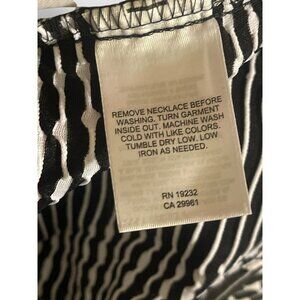 REMOVE NECKLACE BEFORE
WASHING. TURN GARMENT
INSIDE OUT. MACHINE WASH
COLD WITH LIKE COLORS.
TUMBLE DRY LOW. LOW
IRON AS NEEDED.
RN 19232
CA 29961